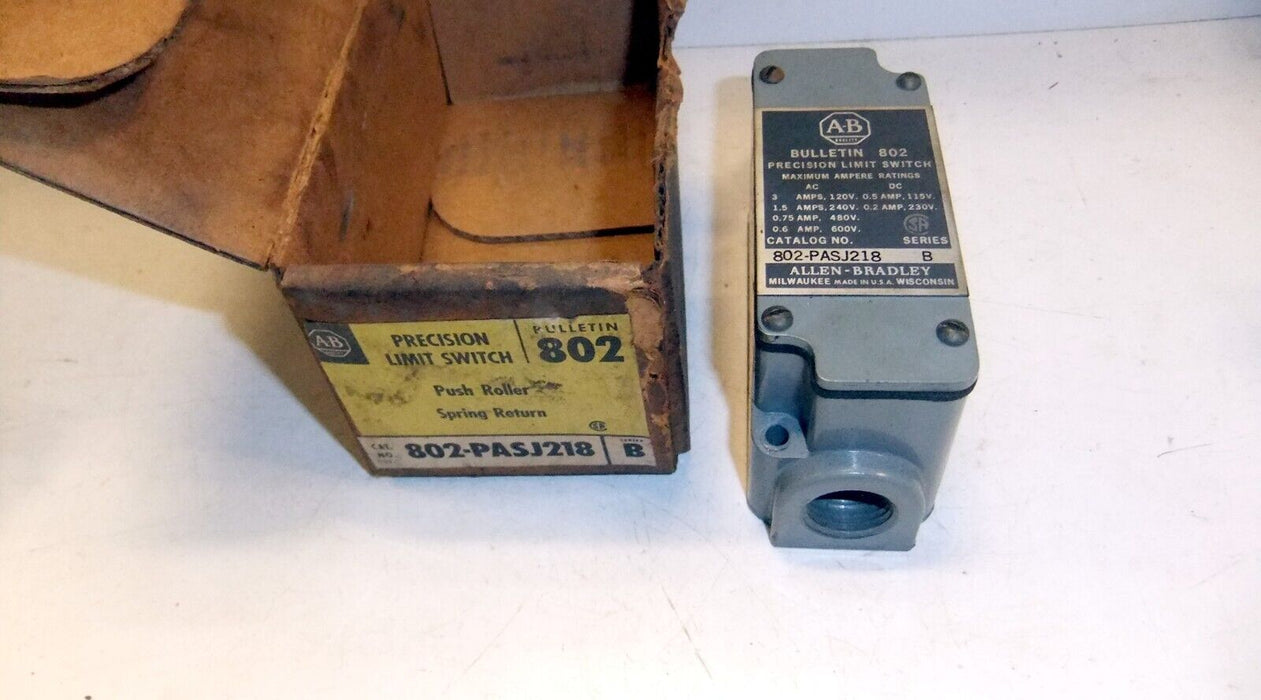 AB
PRECISION
LIMIT SWITCH
BULLETIN
802
Push Roller
Spring Return
CAT.
NO.
802-PASJ218
SERIES
B
A-B
QUALITY
BULLETIN 802
PRECISION LIMIT SWITCH
MAXIMUM AMPERE RATINGS
AC DC
3 AMPS, 120V. 0.5 AMP, 115V.
1.5 AMPS, 240V. 0.2 AMP, 230V.
0.75 AMP, 480V.
0.6 AMP, 600V.
CATALOG NO. SERIES
802-PASJ218 B
ALLEN-BRADLEY
MILWAUKEE MADE IN U.S.A. WISCONSIN